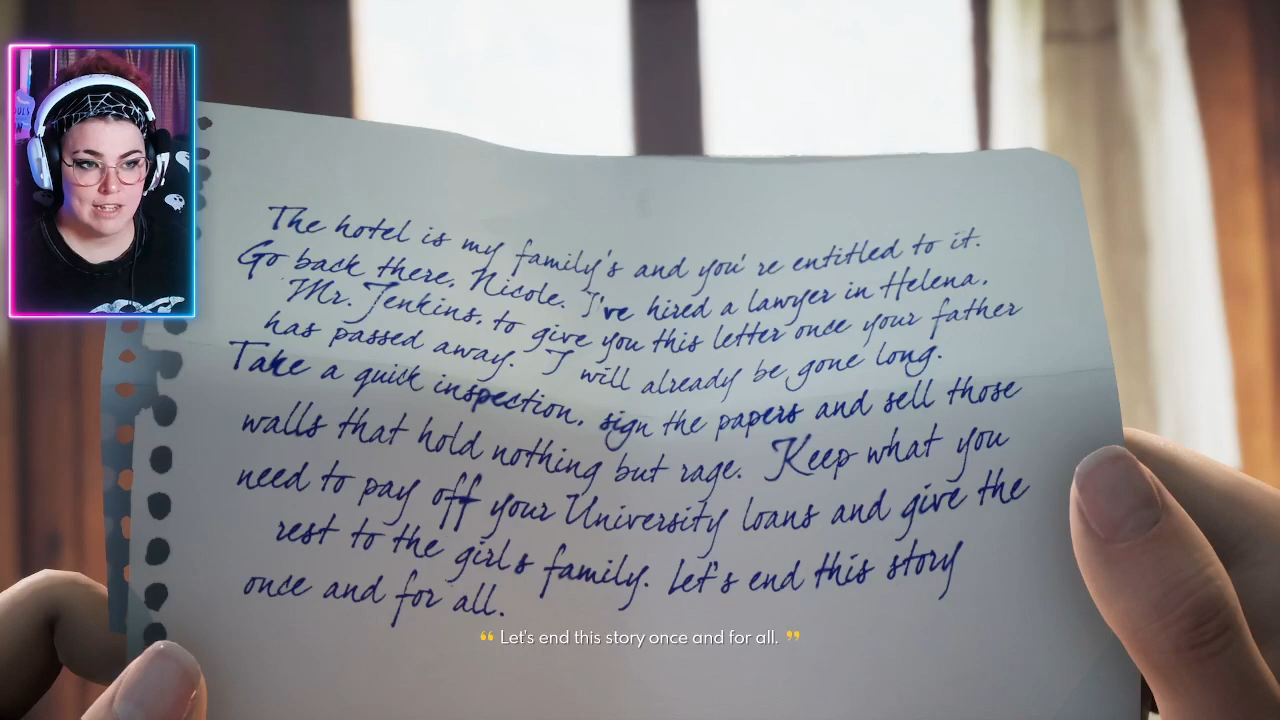 The hotel is my family's and you're entitled to it.
Go back there, Nicole. I've hired a lawyer in Helena,
Mr. Jenkins, to give you this letter once your father
has passed away. I will already be gone long.
Take a quick inspection, sign the papers and sell those
walls that hold nothing but rage. Keep what you
need to pay off your University loans and give the
rest to the girls family. Let's end this story
once and for all.
“ Let's end this story once and for all. ”